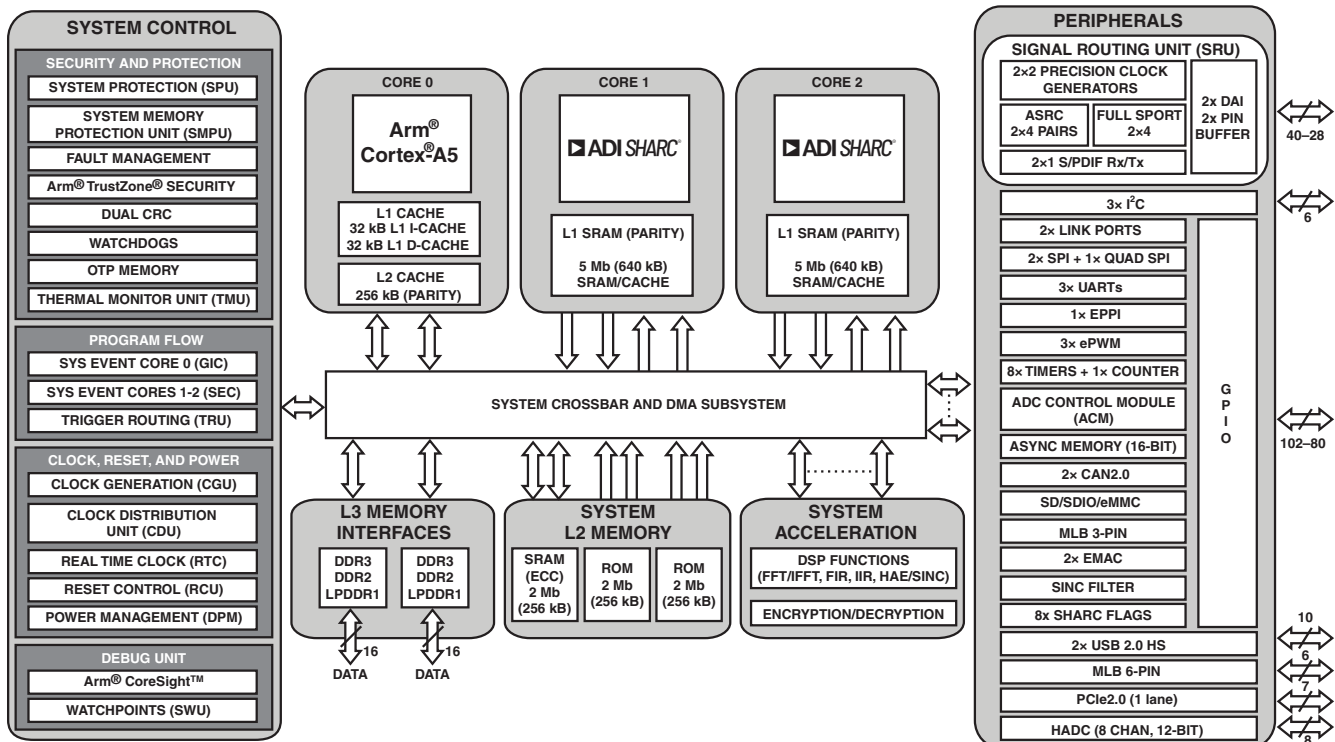 SYSTEM CONTROL
SECURITY AND PROTECTION
SYSTEM PROTECTION (SPU)
SYSTEM MEMORY
PROTECTION UNIT (SMPU)
FAULT MANAGEMENT
Arm® TrustZone® SECURITY
DUAL CRC
WATCHDOGS
OTP MEMORY
THERMAL MONITOR UNIT (TMU)
PROGRAM FLOW
SYS EVENT CORE 0 (GIC)
SYS EVENT CORES 1-2 (SEC)
TRIGGER ROUTING (TRU)
CLOCK, RESET, AND POWER
CLOCK GENERATION (CGU)
CLOCK DISTRIBUTION
UNIT (CDU)
REAL TIME CLOCK (RTC)
RESET CONTROL (RCU)
POWER MANAGEMENT (DPM)
DEBUG UNIT
Arm® CoreSight™
WATCHPOINTS (SWU)
CORE 0
Arm®
Cortex®-A5
L1 CACHE
32 kB L1 I-CACHE
32 kB L1 D-CACHE
L2 CACHE
256 kB (PARITY)
CORE 1
ADI SHARC®
L1 SRAM (PARITY)
5 Mb (640 kB)
SRAM/CACHE
CORE 2
ADI SHARC®
L1 SRAM (PARITY)
5 Mb (640 kB)
SRAM/CACHE
SYSTEM CROSSBAR AND DMA SUBSYSTEM
L3 MEMORY
INTERFACES
DDR3
DDR2
LPDDR1
DDR3
DDR2
LPDDR1
16
16
DATA
DATA
SYSTEM
L2 MEMORY
SRAM
(ECC)
2 Mb
(256 kB)
ROM
2 Mb
(256 kB)
ROM
2 Mb
(256 kB)
SYSTEM
ACCELERATION
DSP FUNCTIONS
(FFT/IFFT, FIR, IIR, HAE/SINC)
ENCRYPTION/DECRYPTION
PERIPHERALS
SIGNAL ROUTING UNIT (SRU)
2×2 PRECISION CLOCK
GENERATORS
ASRC
2×4 PAIRS
FULL SPORT
2×4
2×1 S/PDIF Rx/Tx
2x DAI
2x PIN
BUFFER
40–28
3× I²C
6
2× LINK PORTS
2× SPI + 1× QUAD SPI
3× UARTs
1× EPPI
3× ePWM
8× TIMERS + 1× COUNTER
ADC CONTROL MODULE
(ACM)
ASYNC MEMORY (16-BIT)
2× CAN2.0
SD/SDIO/eMMC
MLB 3-PIN
2× EMAC
SINC FILTER
8x SHARC FLAGS
G
P
I
O
102–80
2× USB 2.0 HS
10
MLB 6-PIN
6
PCIe2.0 (1 lane)
7
HADC (8 CHAN, 12-BIT)
8